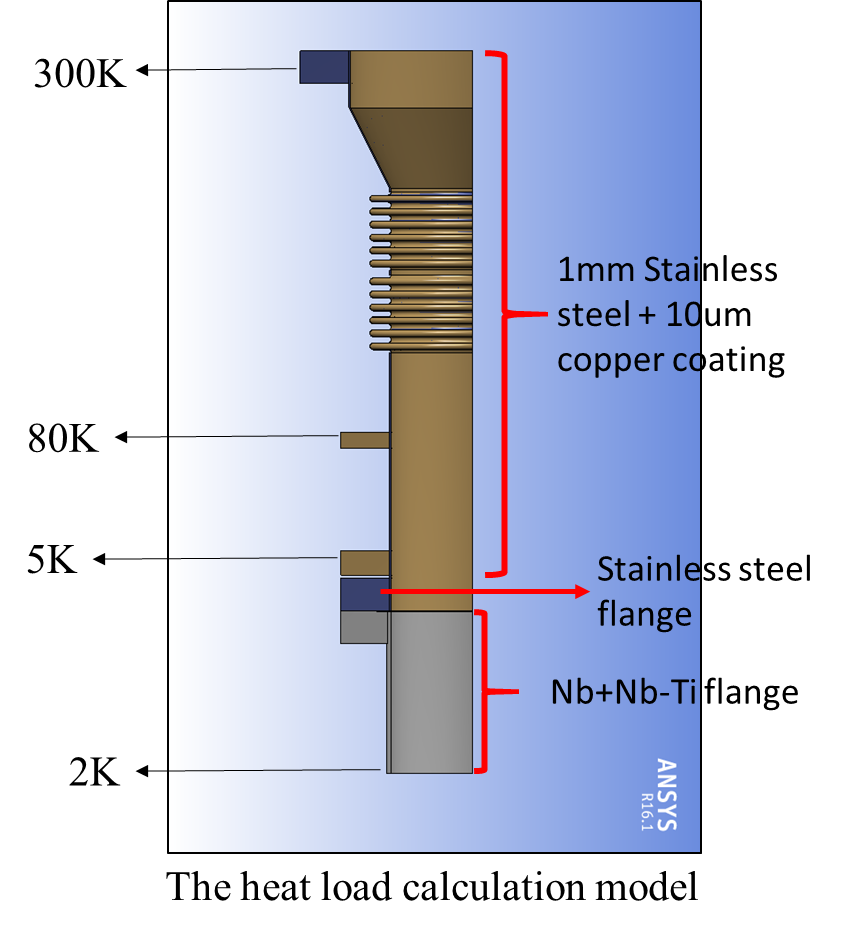 300K
1mm Stainless
steel + 10um
copper coating
80K
5K
Stainless steel
flange
Nb+Nb-Ti flange
2K
ANSYS
R16.1
The heat load calculation model